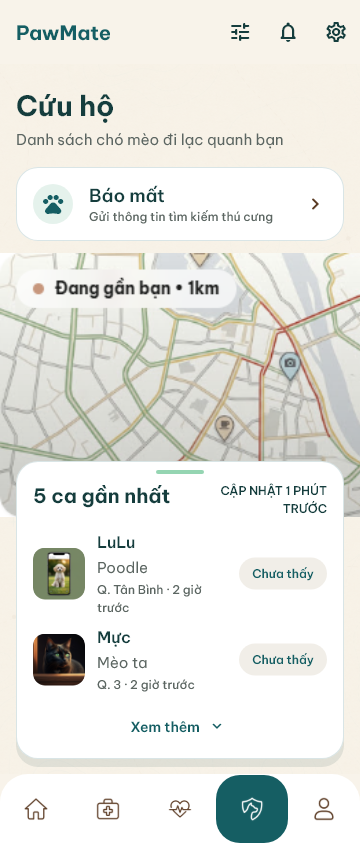 PawMate
Cứu hộ
Danh sách chó mèo đi lạc quanh bạn
Báo mất
Gửi thông tin tìm kiếm thú cưng
Đang gần bạn • 1km
5 ca gần nhất
CẬP NHẬT 1 PHÚT
TRƯỚC
LuLu
Poodle
Q. Tân Bình · 2 giờ
trước
Chưa thấy
Mực
Mèo ta
Q. 3 · 2 giờ trước
Chưa thấy
Xem thêm